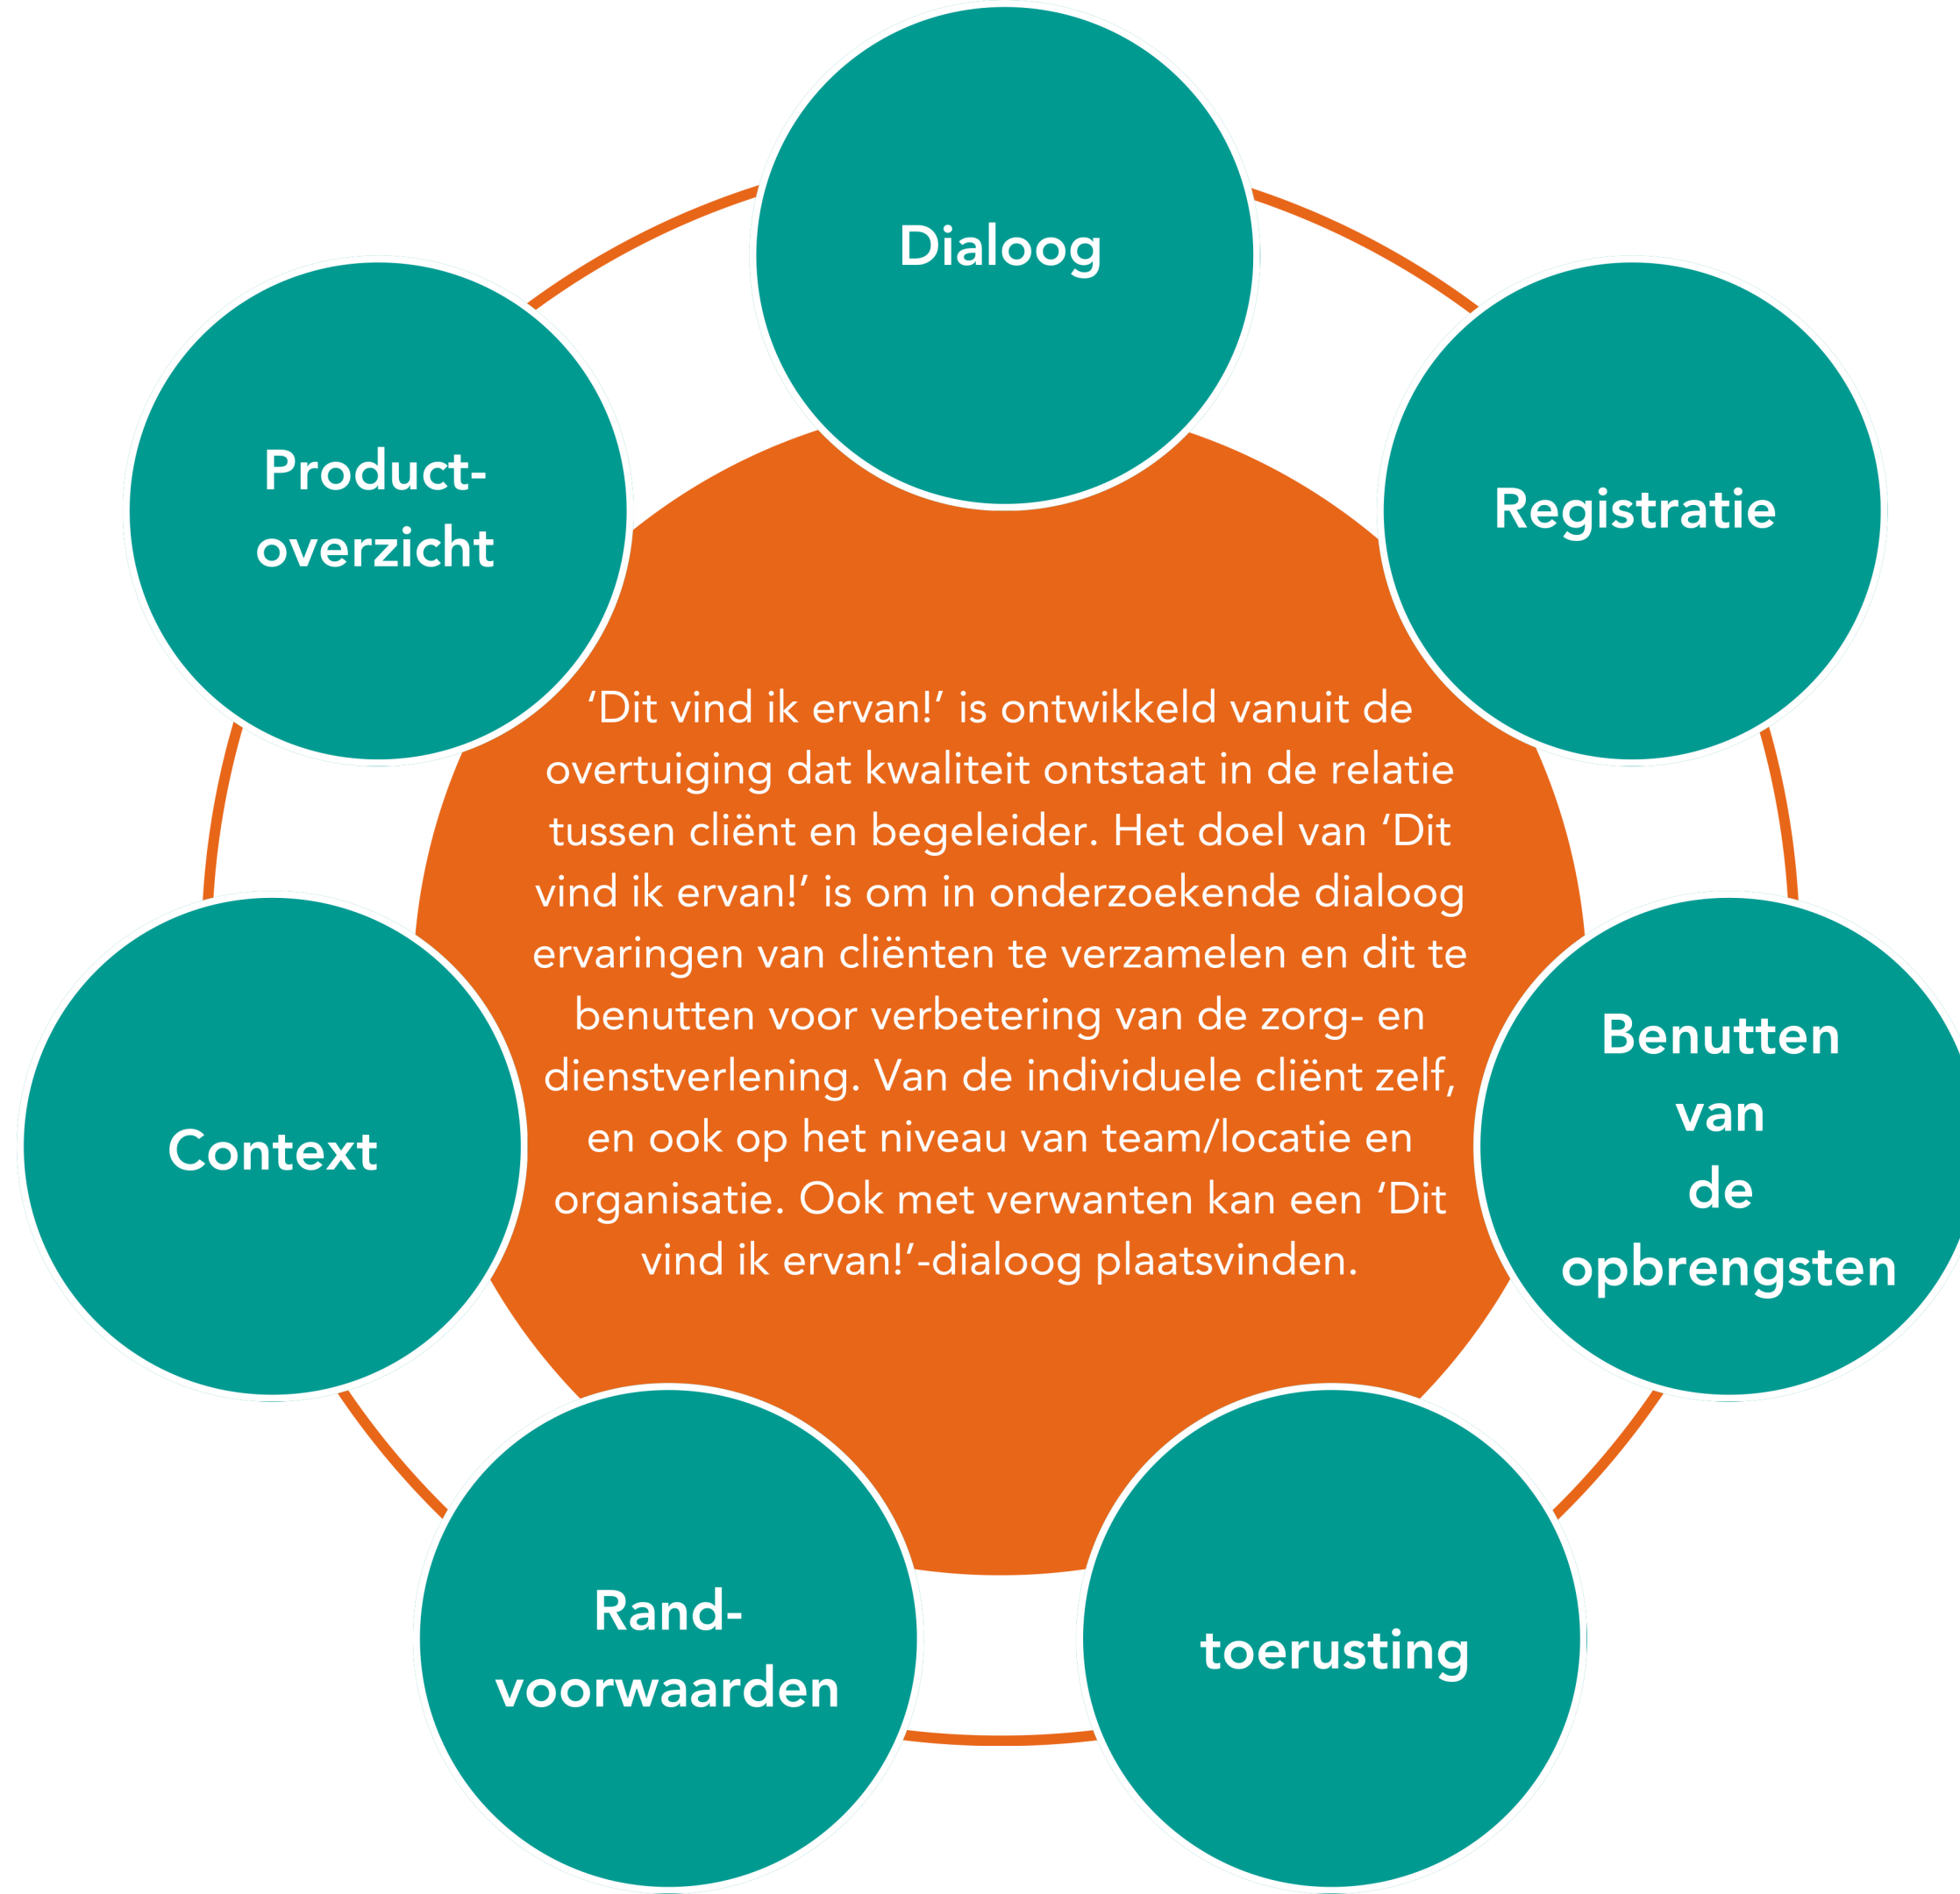 Dialoog
Product-
overzicht
Registratie
‘Dit vind ik ervan!’ is ontwikkeld vanuit de
overtuiging dat kwaliteit ontstaat in de relatie
tussen cliënt en begegeleider. Het doel van ‘Dit
vind ik ervan!’ is om in onderzoekende dialoog
ervaringen van cliënten te verzamelen en dit te
benutten voor verbetering van de zorg- en
dienstverlening. Van de individuele cliënt zelf,
en ook op het niveau van team/locatie en
organisatie. Ook met verwanten kan een ‘Dit
vind ik ervan!’ -dialoog plaatsvinden.
Benutten
van
de
opbrengsten
Context
Rand-
voorwaarden
toerusting